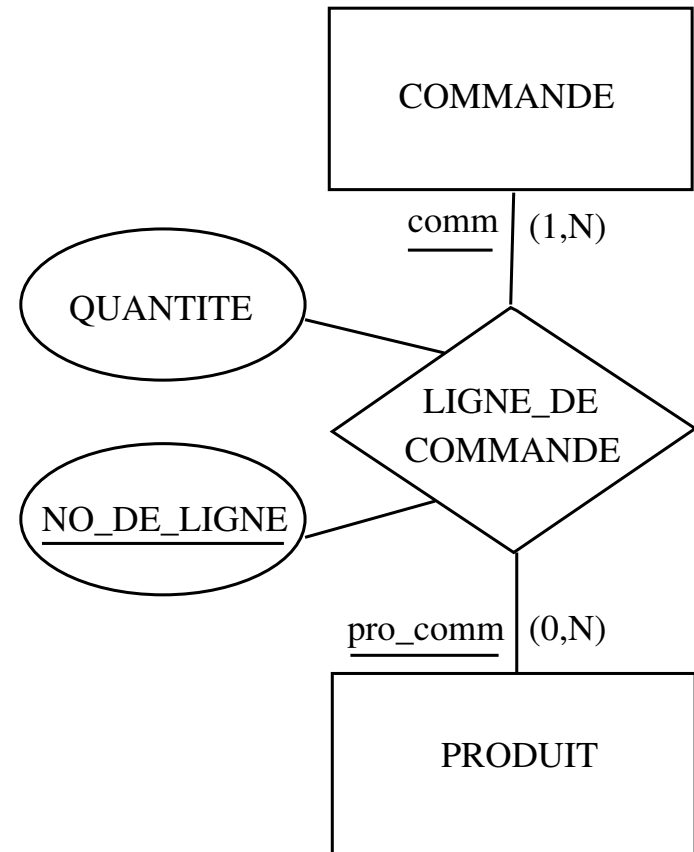 COMMANDE
comm (1,N)
QUANTITE
LIGNE_DE
COMMANDE
NO_DE_LIGNE
pro_comm (0,N)
PRODUIT